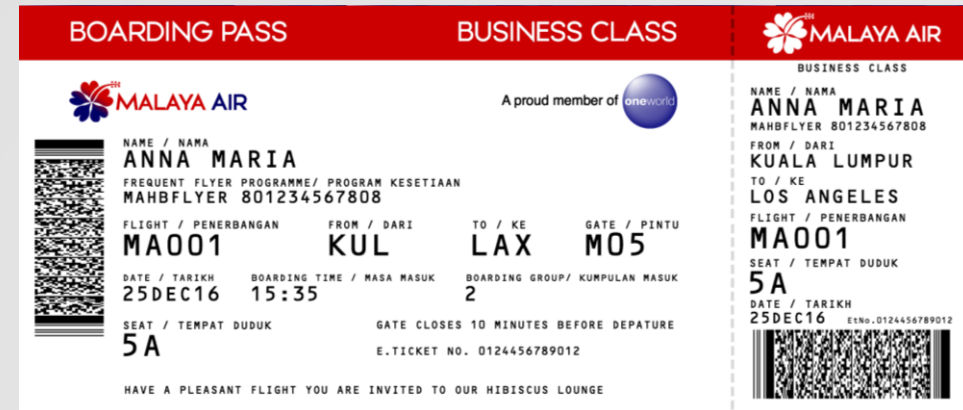 BOARDING PASS
BUSINESS CLASS
MALAYA AIR
A proud member of oneworld
NAME / NAMA
ANNA MARIA
FREQUENT FLYER PROGRAMME/ PROGRAM KESETIAAN
MAHBFLYER 801234567808
FLIGHT / PENERBANGAN FROM / DARI TO / KE GATE / PINTU
MA001 KUL LAX M05
DATE / TARIKH BOARDING TIME / MASA MASUK BOARDING GROUP/ KUMPULAN MASUK
25DEC16 15:35 2
SEAT / TEMPAT DUDUK GATE CLOSES 10 MINUTES BEFORE DEPATURE
5A
E.TICKET NO. 0124456789012
HAVE A PLEASANT FLIGHT YOU ARE INVITED TO OUR HIBISCUS LOUNGE
MALAYA AIR
BUSINESS CLASS
NAME / NAMA
ANNA MARIA
MAHBFLYER 801234567808
FROM / DARI
KUALA LUMPUR
TO / KE
LOS ANGELES
FLIGHT / PENERBANGAN
MA001
SEAT / TEMPAT DUDUK
5A
DATE / TARIKH
25DEC16 EtNo.0124456789012